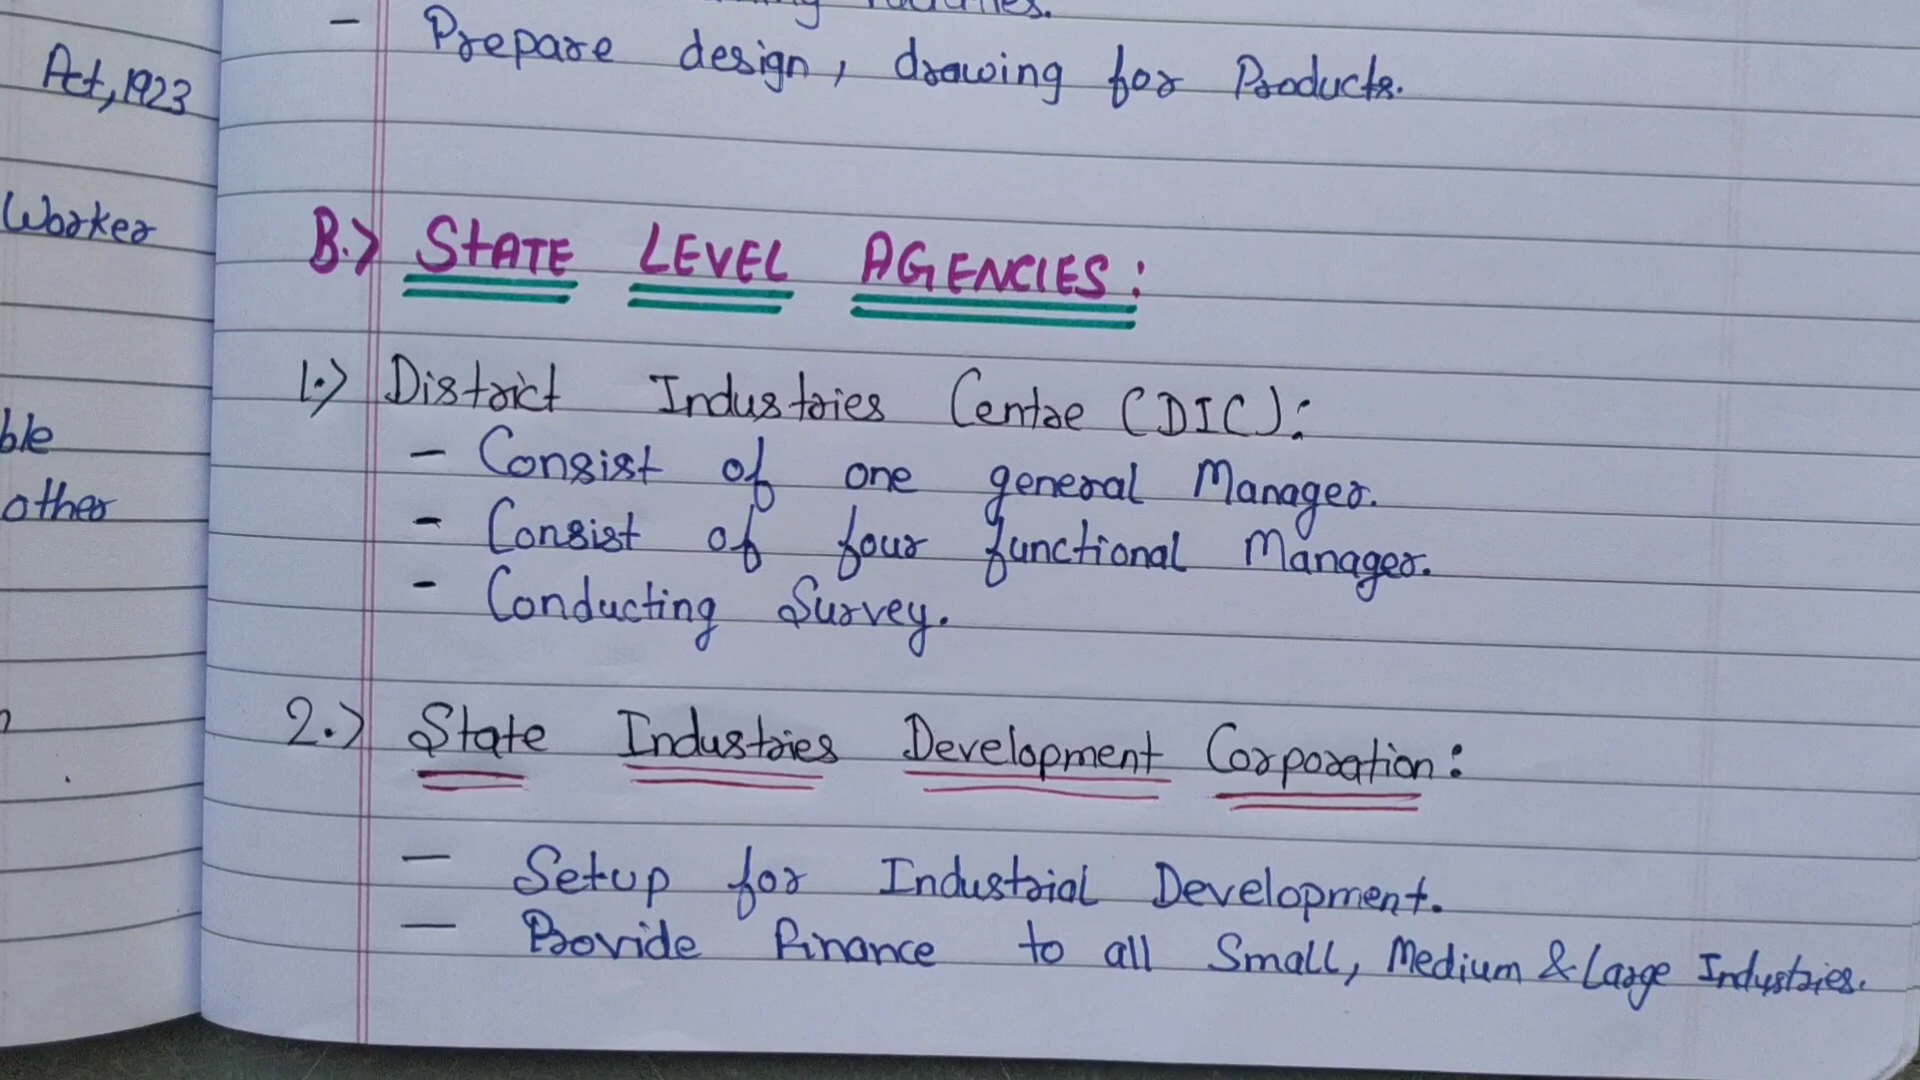 Act, 1923
Worker
other
- Prepare design, drawing for Products.
B.> STATE LEVEL AGENCIES:
1.) District Industries Centre (DIC):
- Consist of one general Manager.
- Consist of four functional Manager.
- Conducting Survey.
2.) State Industries Development Corporation:
- Setup for Industrial Development.
- Provide Finance to all Small, Medium & Large Industries.